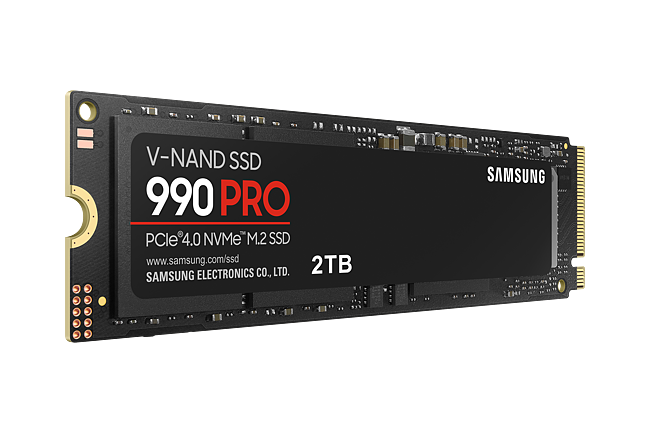 V-NAND SSD
990 PRO
PCIe®4.0 NVMe™ M.2 SSD
www.samsung.com/ssd
SAMSUNG ELECTRONICS CO., LTD.
SAMSUNG
2TB